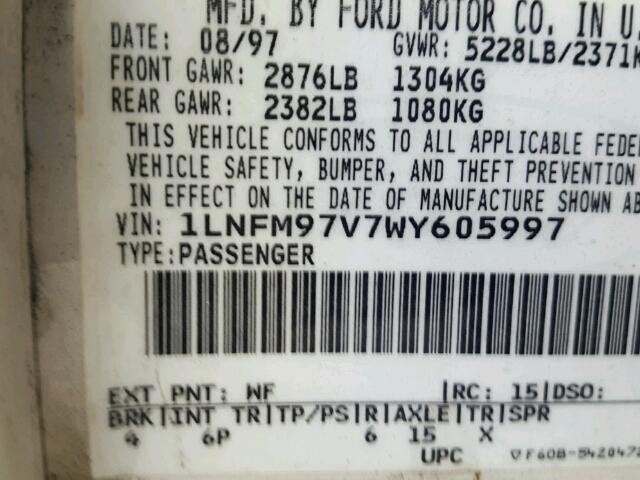 MFD. BY FORD MOTOR CO. IN U.
DATE: 08/97 GVWR: 5228LB/2371K
FRONT GAWR: 2876LB 1304KG
REAR GAWR: 2382LB 1080KG
THIS VEHICLE CONFORMS TO ALL APPLICABLE FEDE
VEHICLE SAFETY, BUMPER, AND THEFT PREVENTION
IN EFFECT ON THE DATE OF MANUFACTURE SHOWN AB
VIN: 1LNFM97V7WY605997
TYPE:PASSENGER
EXT PNT: WF |RC: 15|DSO:
BRK|INT TR|TP/PS|R|AXLE|TR|SPR
4 6P 6 15 X
UPC ▽F60B-5420472